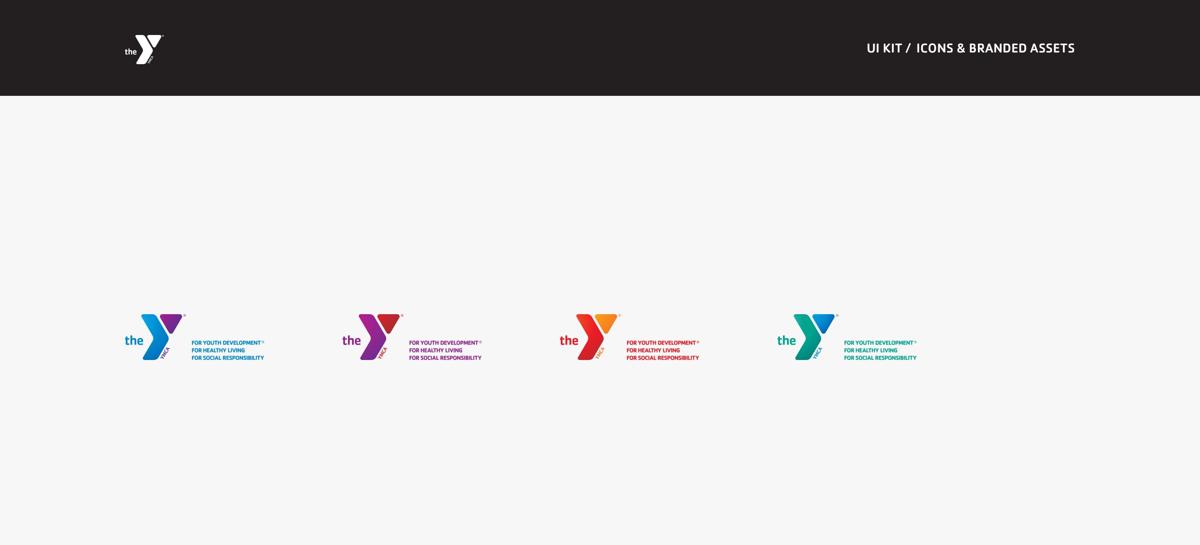 the Y®
YMCA
UI KIT / ICONS & BRANDED ASSETS
the Y®
YMCA
FOR YOUTH DEVELOPMENT®
FOR HEALTHY LIVING
FOR SOCIAL RESPONSIBILITY
the Y®
YMCA
FOR YOUTH DEVELOPMENT®
FOR HEALTHY LIVING
FOR SOCIAL RESPONSIBILITY
the Y®
YMCA
FOR YOUTH DEVELOPMENT®
FOR HEALTHY LIVING
FOR SOCIAL RESPONSIBILITY
the Y®
YMCA
FOR YOUTH DEVELOPMENT®
FOR HEALTHY LIVING
FOR SOCIAL RESPONSIBILITY